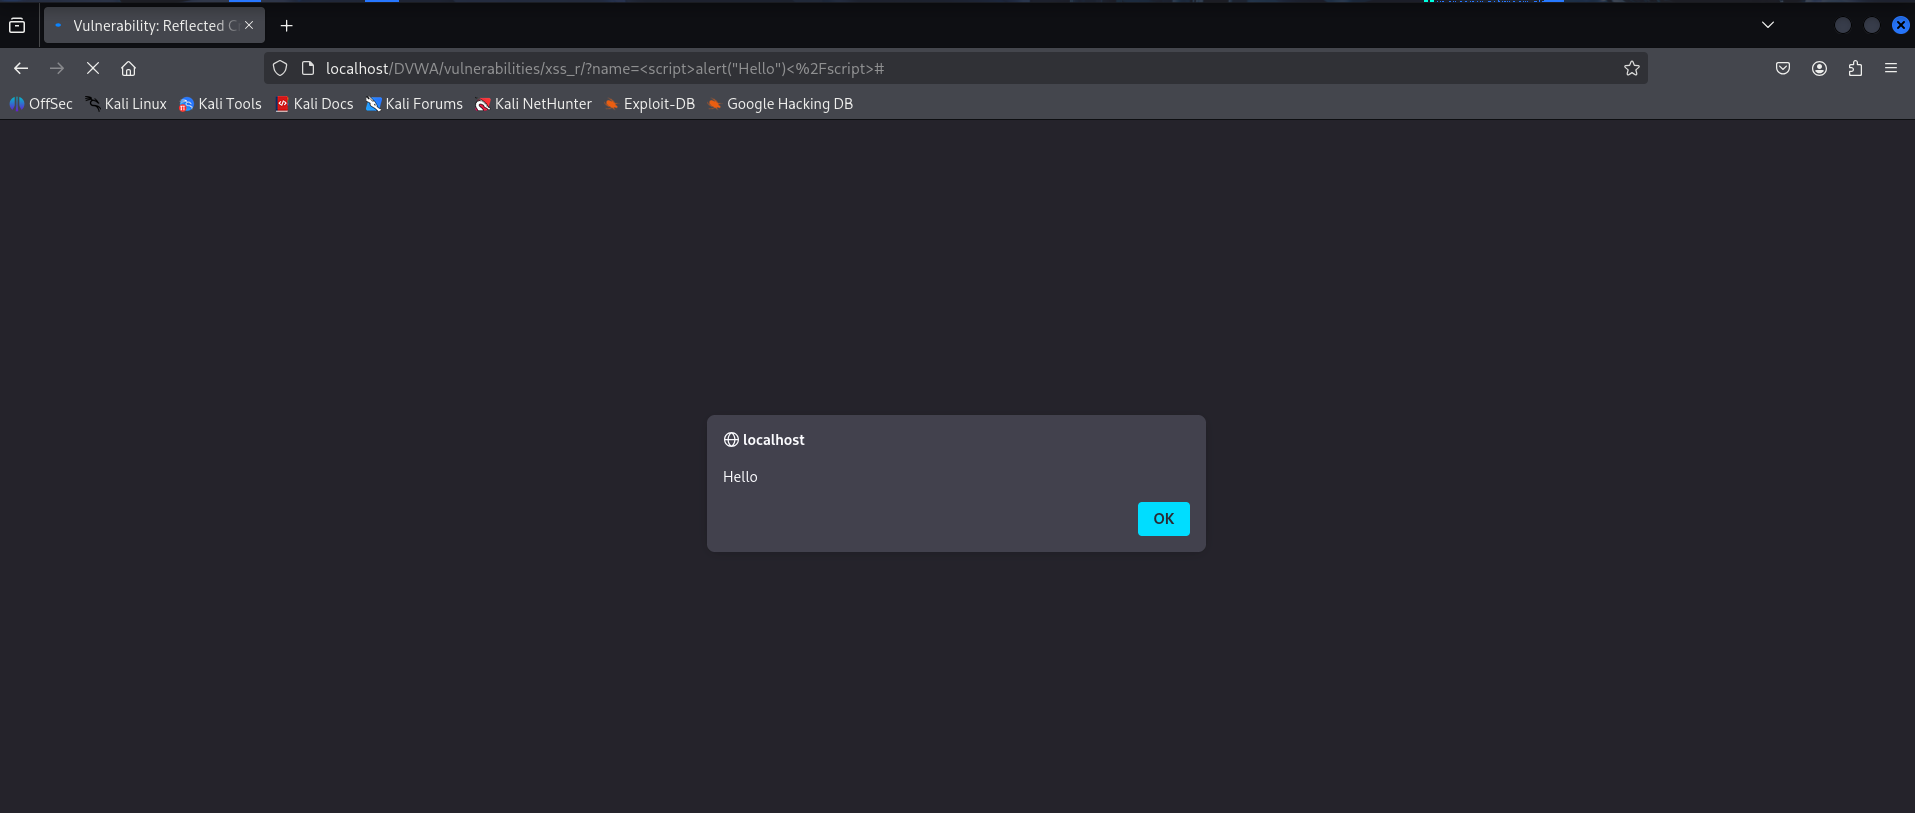 Vulnerability: Reflected C
localhost/DVWA/vulnerabilities/xss_r/?name=<script>alert("Hello")<%2Fscript>#
OffSec Kali Linux Kali Tools Kali Docs Kali Forums Kali NetHunter Exploit-DB Google Hacking DB
localhost
Hello
OK